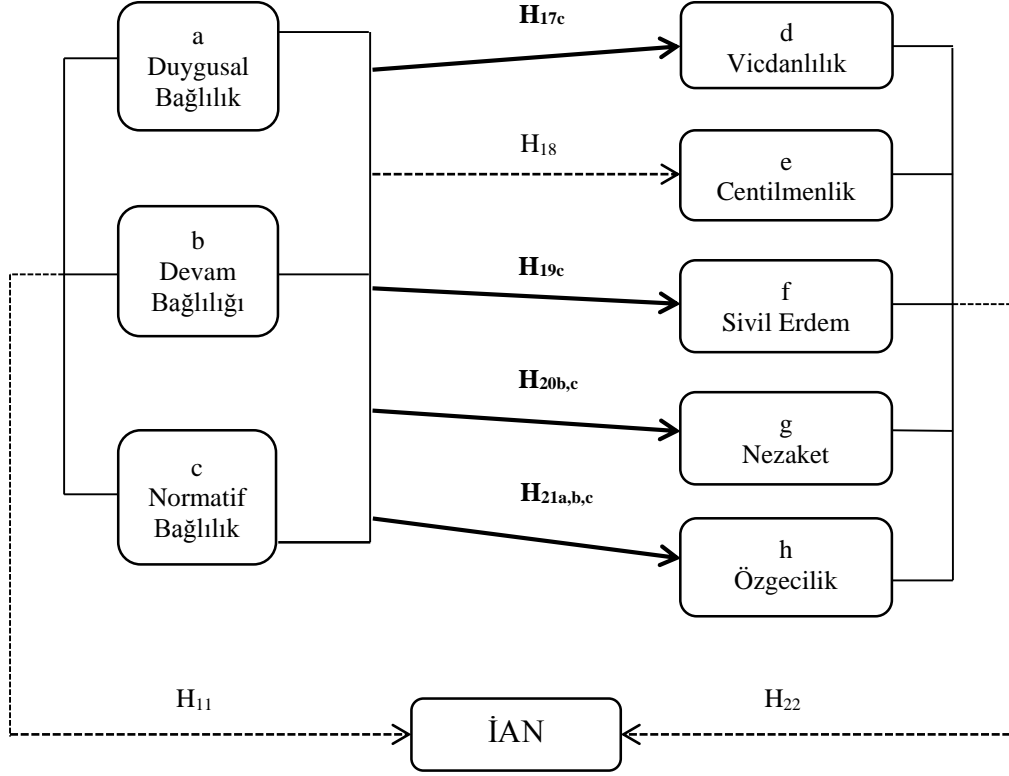 H17c
a
Duygusal
Bağlılık
d
Vicdanlılık
H18
e
Centilmenlik
b
Devam
Bağlılığı
H19c
f
Sivil Erdem
H20b,c
g
Nezaket
c
Normatif
Bağlılık
H21a,b,c
h
Özgecilik
H11
İAN
H22